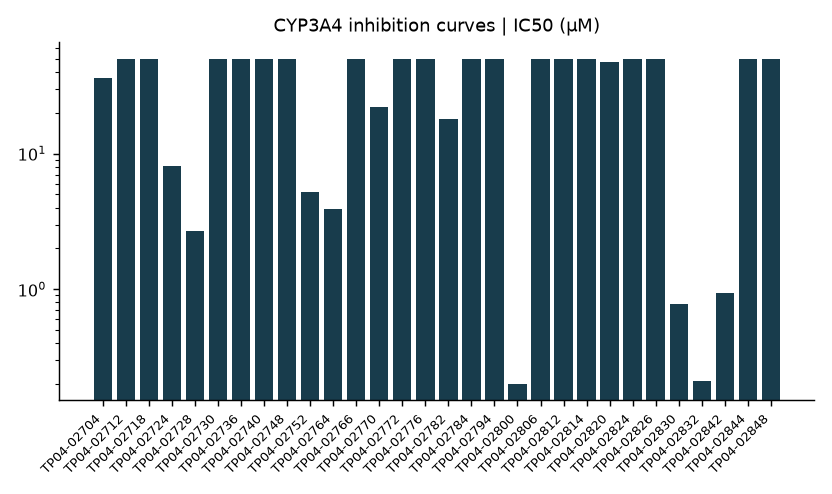 CYP3A4 inhibition curves | IC50 (µM)
10¹
10⁰
TP04-02704
TP04-02712
TP04-02718
TP04-02724
TP04-02728
TP04-02730
TP04-02736
TP04-02740
TP04-02748
TP04-02752
TP04-02764
TP04-02766
TP04-02770
TP04-02772
TP04-02776
TP04-02782
TP04-02784
TP04-02794
TP04-02800
TP04-02806
TP04-02812
TP04-02814
TP04-02820
TP04-02824
TP04-02826
TP04-02830
TP04-02832
TP04-02842
TP04-02844
TP04-02848